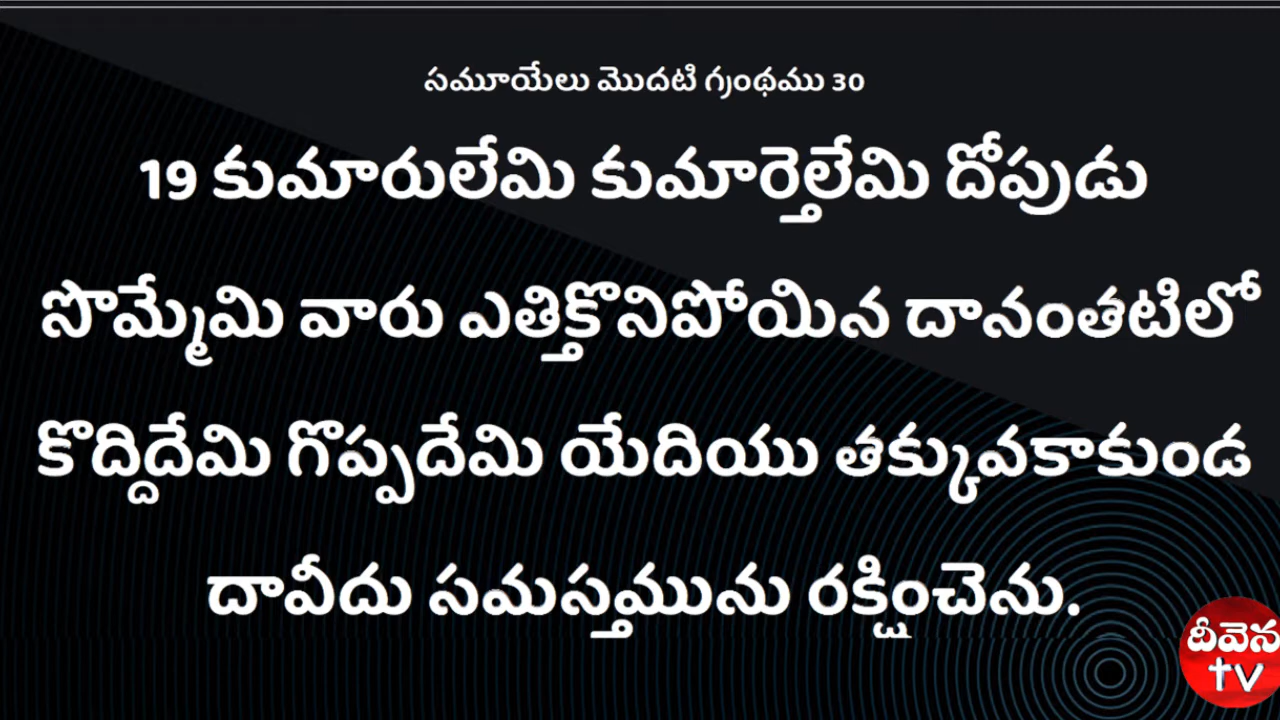 సమూయేలు మొదటి గ్రంథము 30
19 కుమారులేమి కుమార్తెలేమి దోపుడు
సొమ్మేమి వారు ఎత్తికొనిపోయిన దానంతటిలో
కొద్దిదేమి గొప్పదేమి యేదియు తక్కువకాకుండ
దావీదు సమస్తమును రక్షించెను.
దీవెన
tv